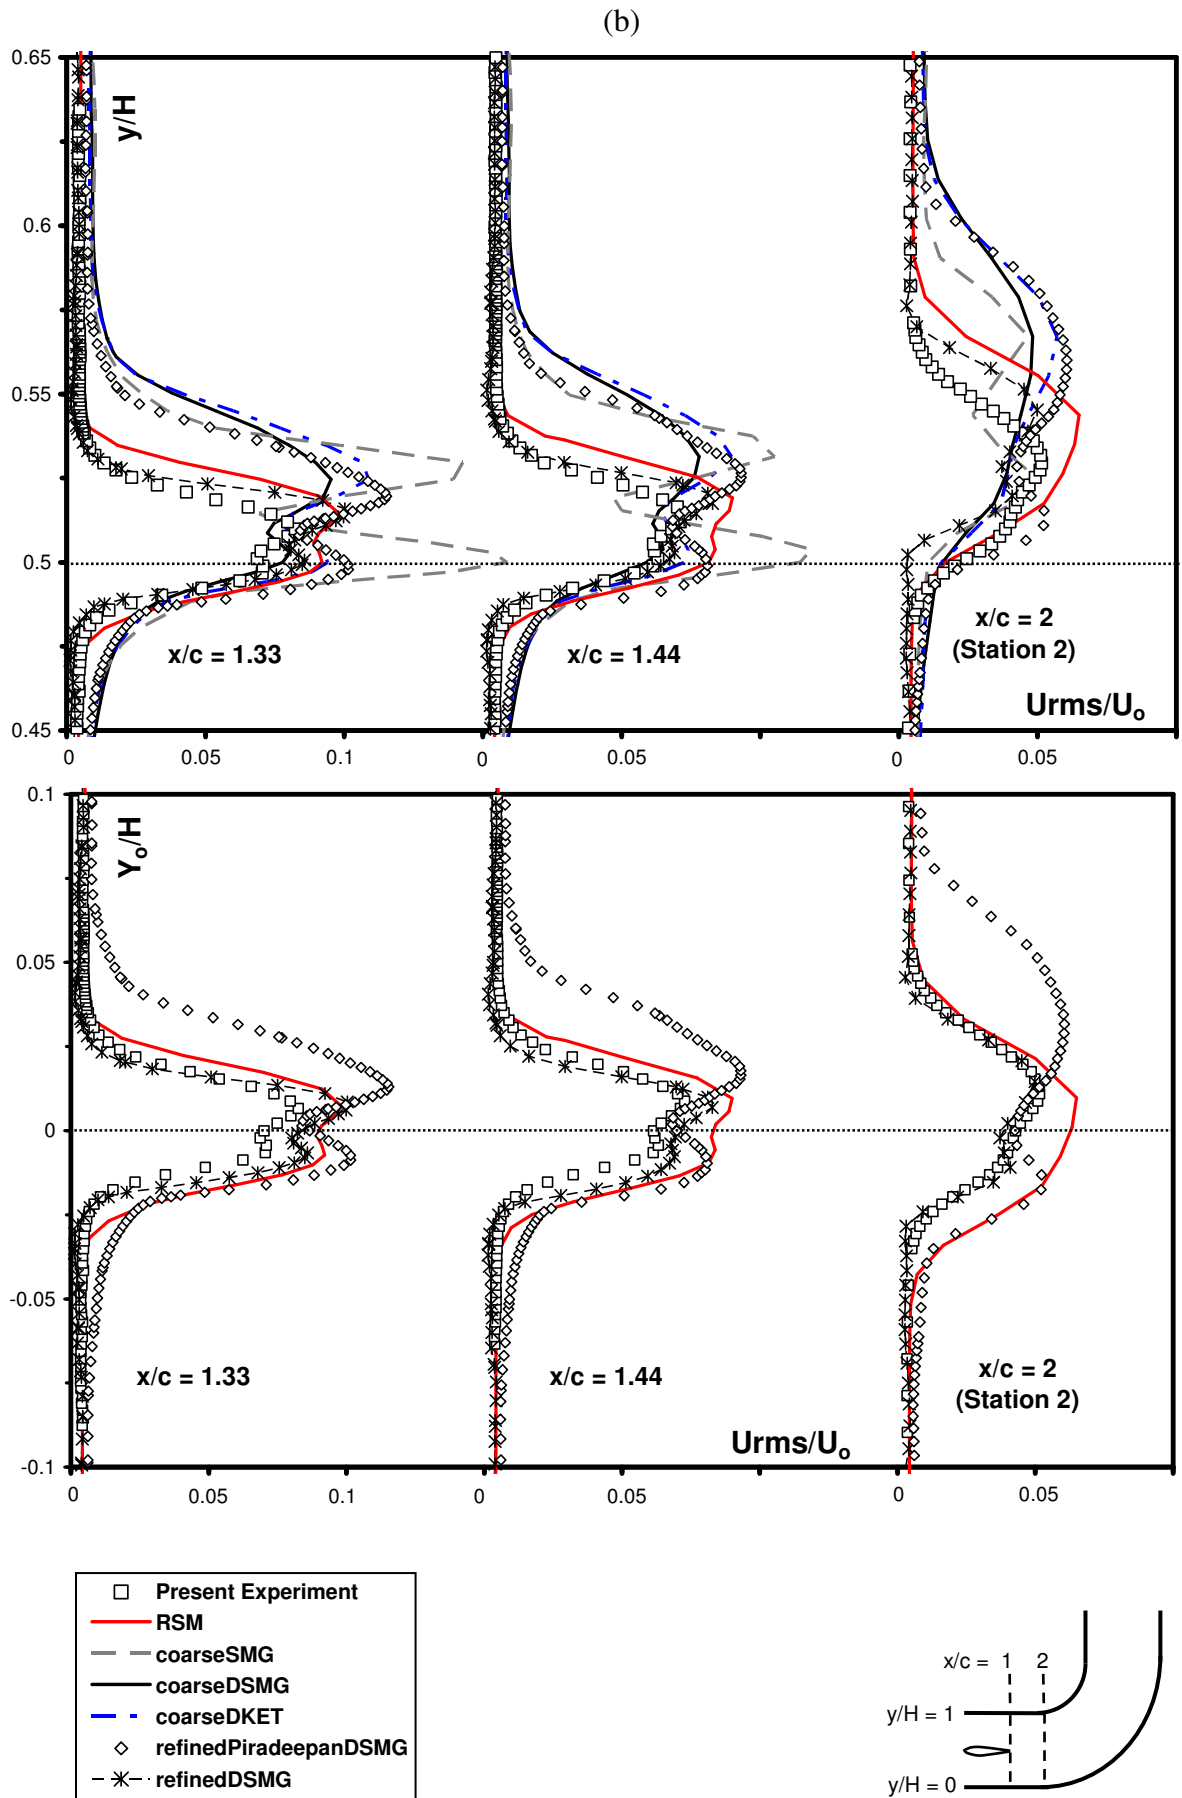 (b)
0.65
y/H
0.6
0.55
0.5
x/c = 1.33
x/c = 1.44
x/c = 2
(Station 2)
Urms/Uo
0.45
0
0.05
0.1
0
0.05
0
0.05
0.1
Yo/H
0.05
0
-0.05
x/c = 1.33
x/c = 1.44
x/c = 2
(Station 2)
Urms/Uo
-0.1
0
0.05
0.1
0
0.05
0
0.05
Present Experiment
RSM
coarseSMG
coarseDSMG
coarseDKET
refinedPiradeepanDSMG
refinedDSMG
x/c = 1 2
y/H = 1
y/H = 0